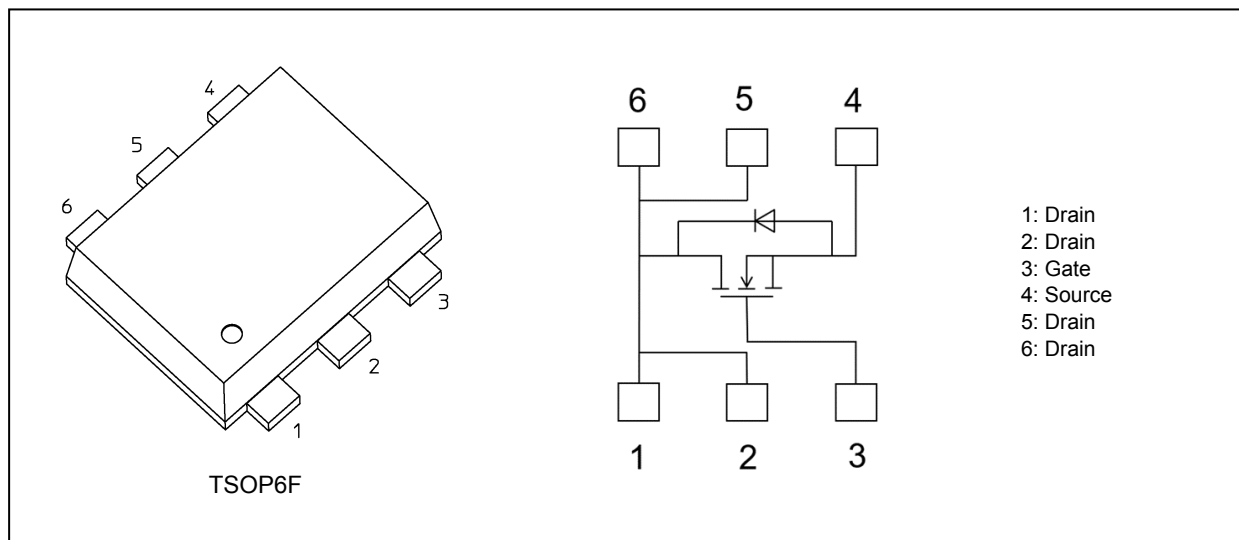 4
5
6
3
2
1
TSOP6F
6 5 4
1 2 3
1: Drain
2: Drain
3: Gate
4: Source
5: Drain
6: Drain